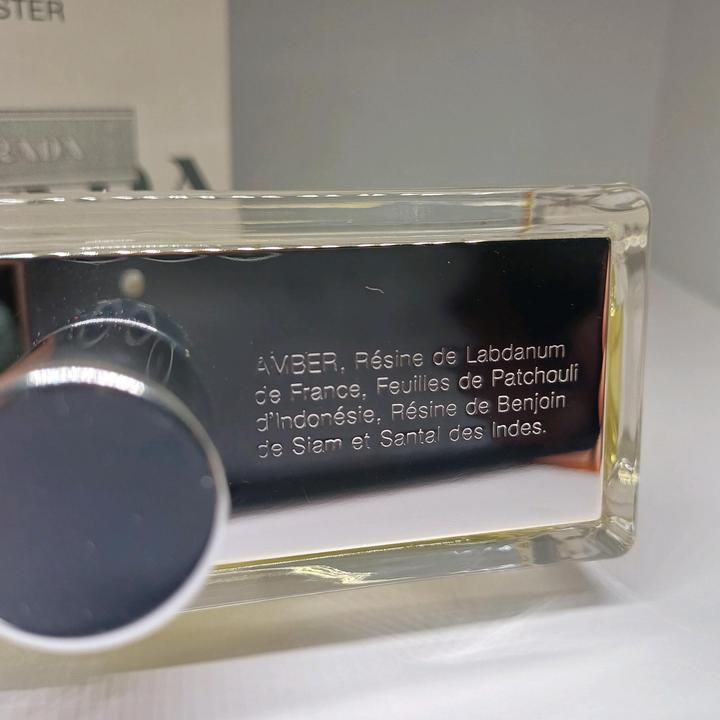 STER
AMBER, Résine de Labdanum
de France, Feuilles de Patchouli
d'Indonésie, Résine de Benjoin
de Siam et Santal des Indes.